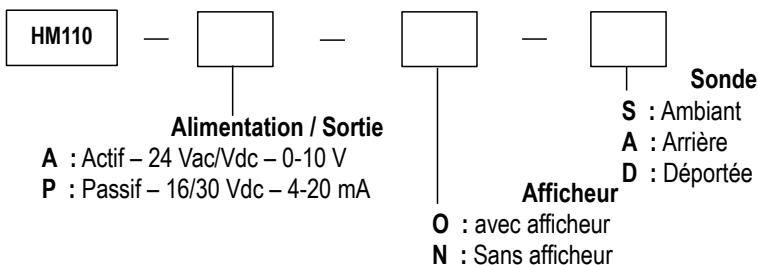 HM110 — — —
Alimentation / Sortie
A : Actif – 24 Vac/Vdc – 0-10 V
P : Passif – 16/30 Vdc – 4-20 mA
Afficheur
O : avec afficheur
N : Sans afficheur
Sonde
S : Ambiant
A : Arrière
D : Déportée